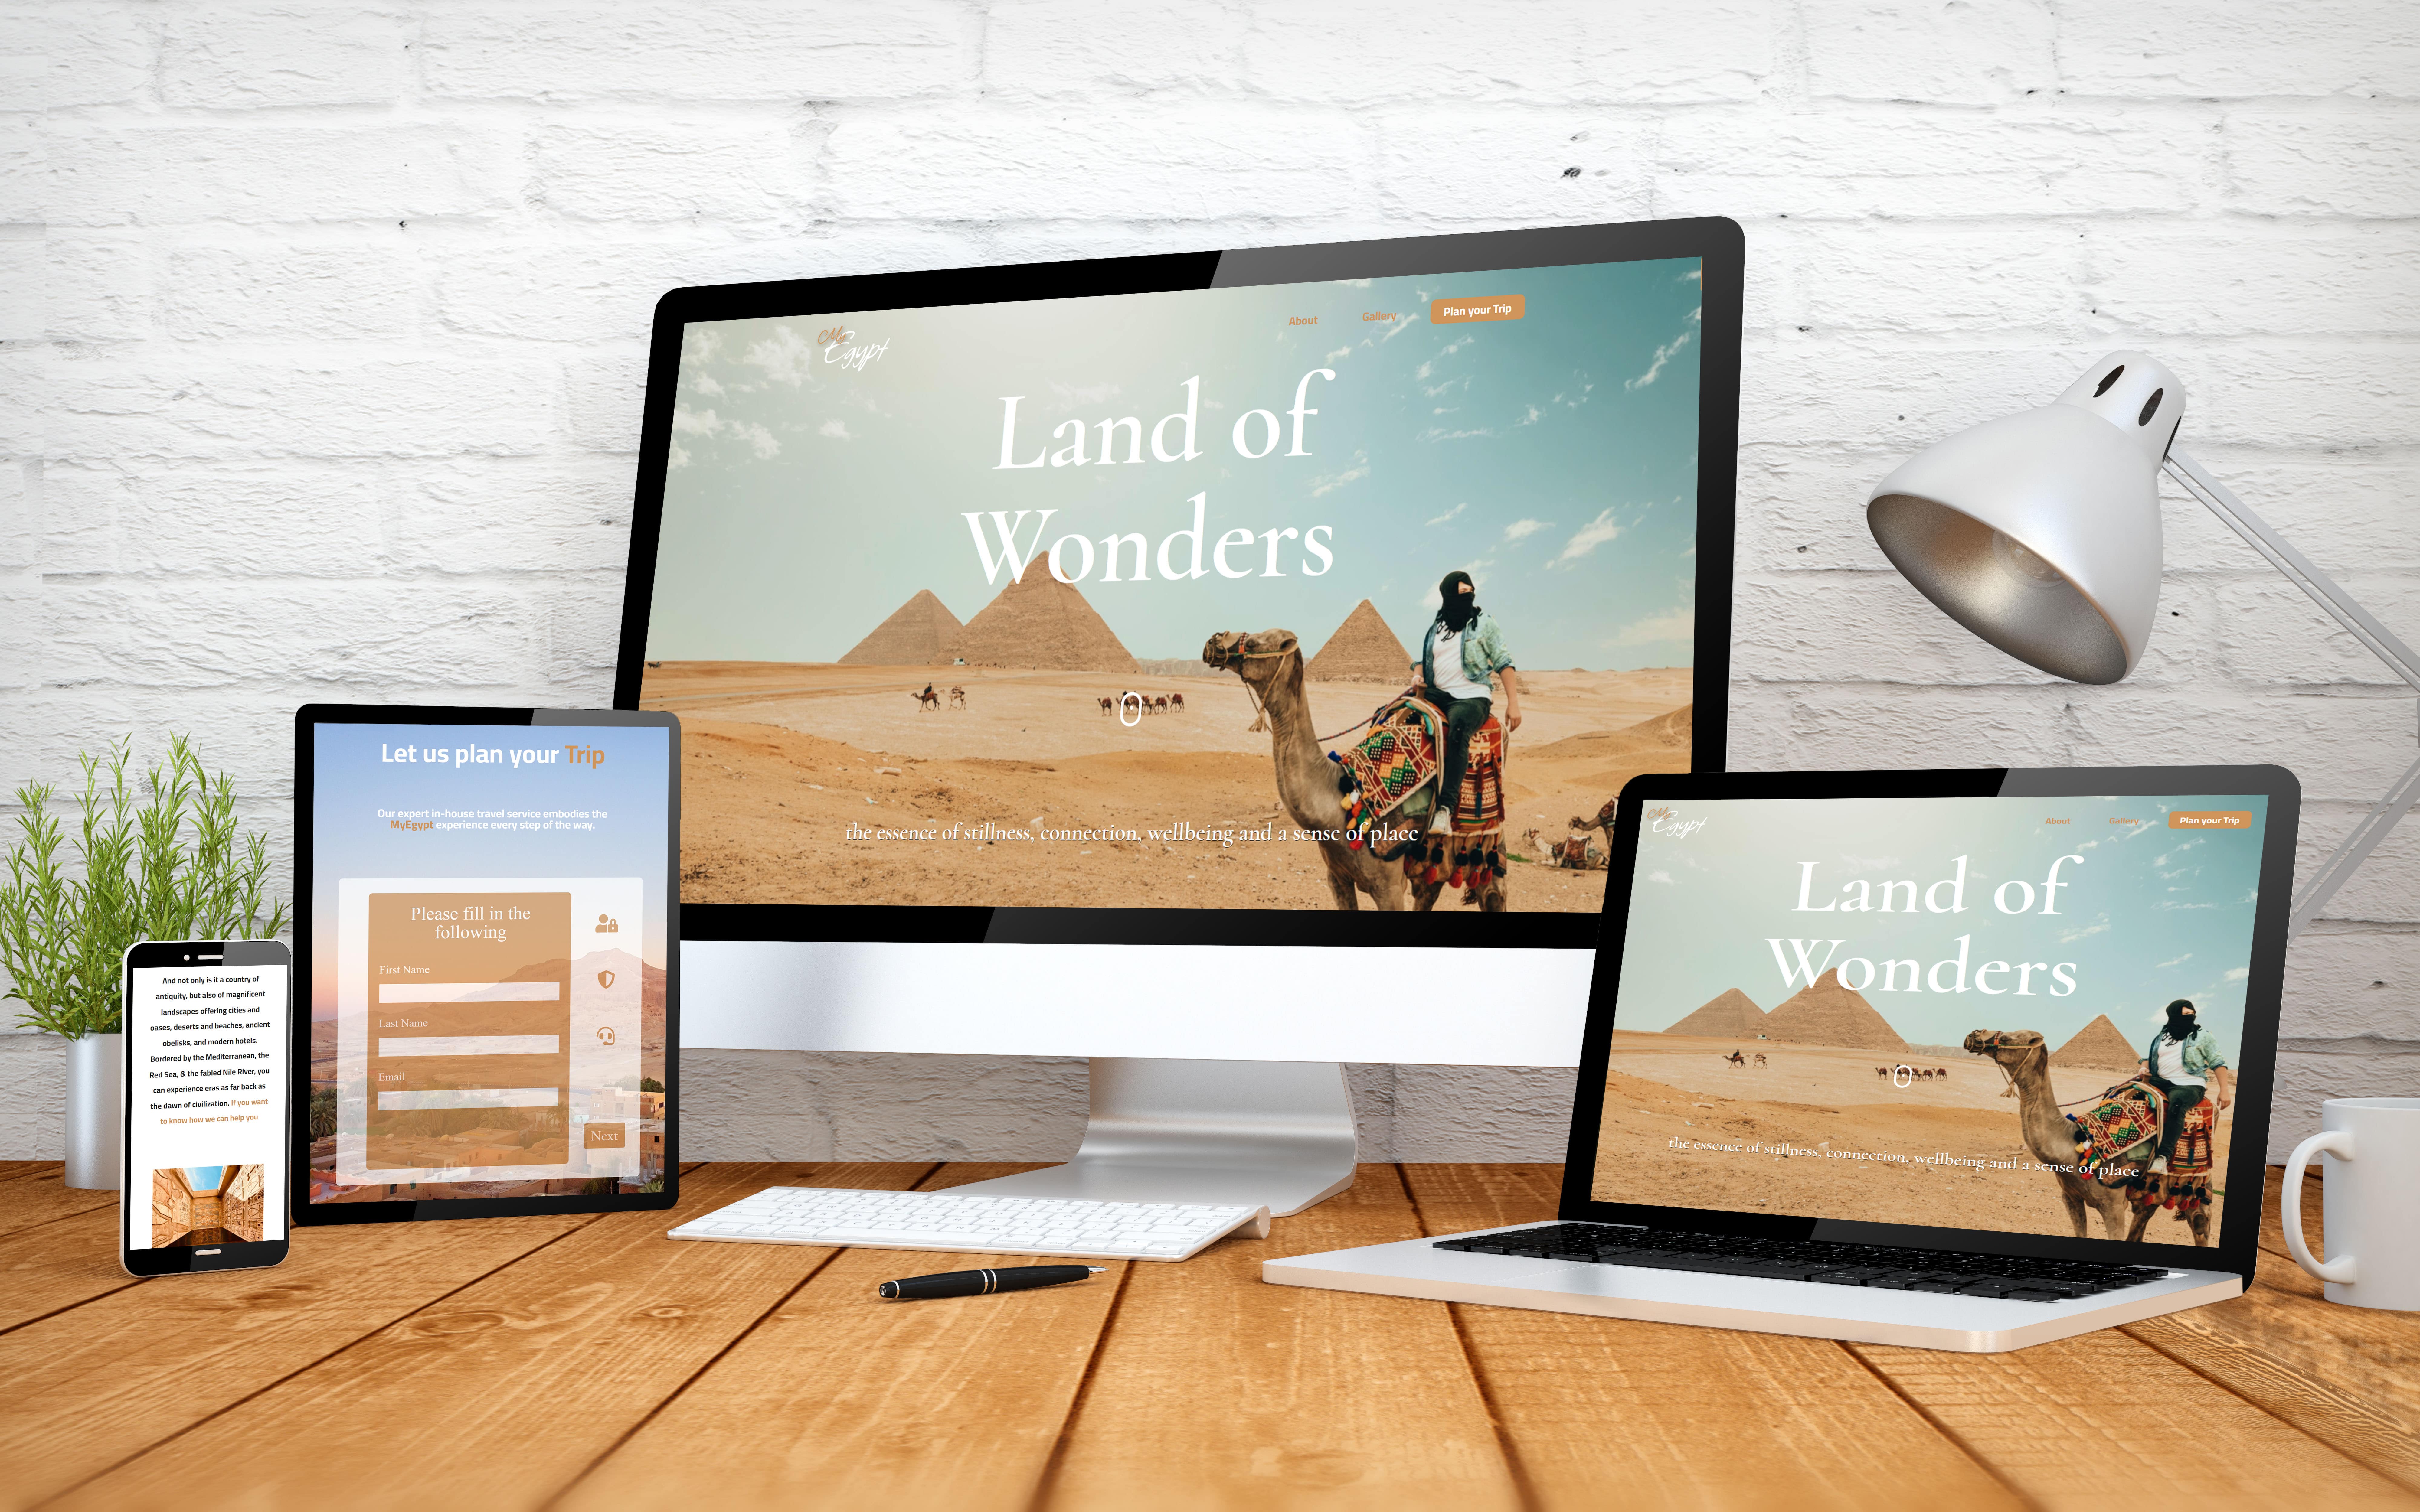 My
Egypt
About
Gallery
Plan your Trip
Land of
Wonders
the essence of stillness, connection, wellbeing and a sense of place
Let us plan your Trip
Our expert in-house travel service embodies the
MyEgypt experience every step of the way.
Please fill in the
following
First Name
Last Name
Email
Next
And not only is it a country of
antiquity, but also of magnificent
landscapes offering cities and
oases, deserts and beaches, ancient
obelisks, and modern hotels.
Bordered by the Mediterranean, the
Red Sea, & the fabled Nile River, you
can experience eras as far back as
the dawn of civilization. if you want
to know how we can help you
My
Egypt
About
Gallery
Plan your Trip
Land of
Wonders
the essence of stillness, connection, wellbeing and a sense of place